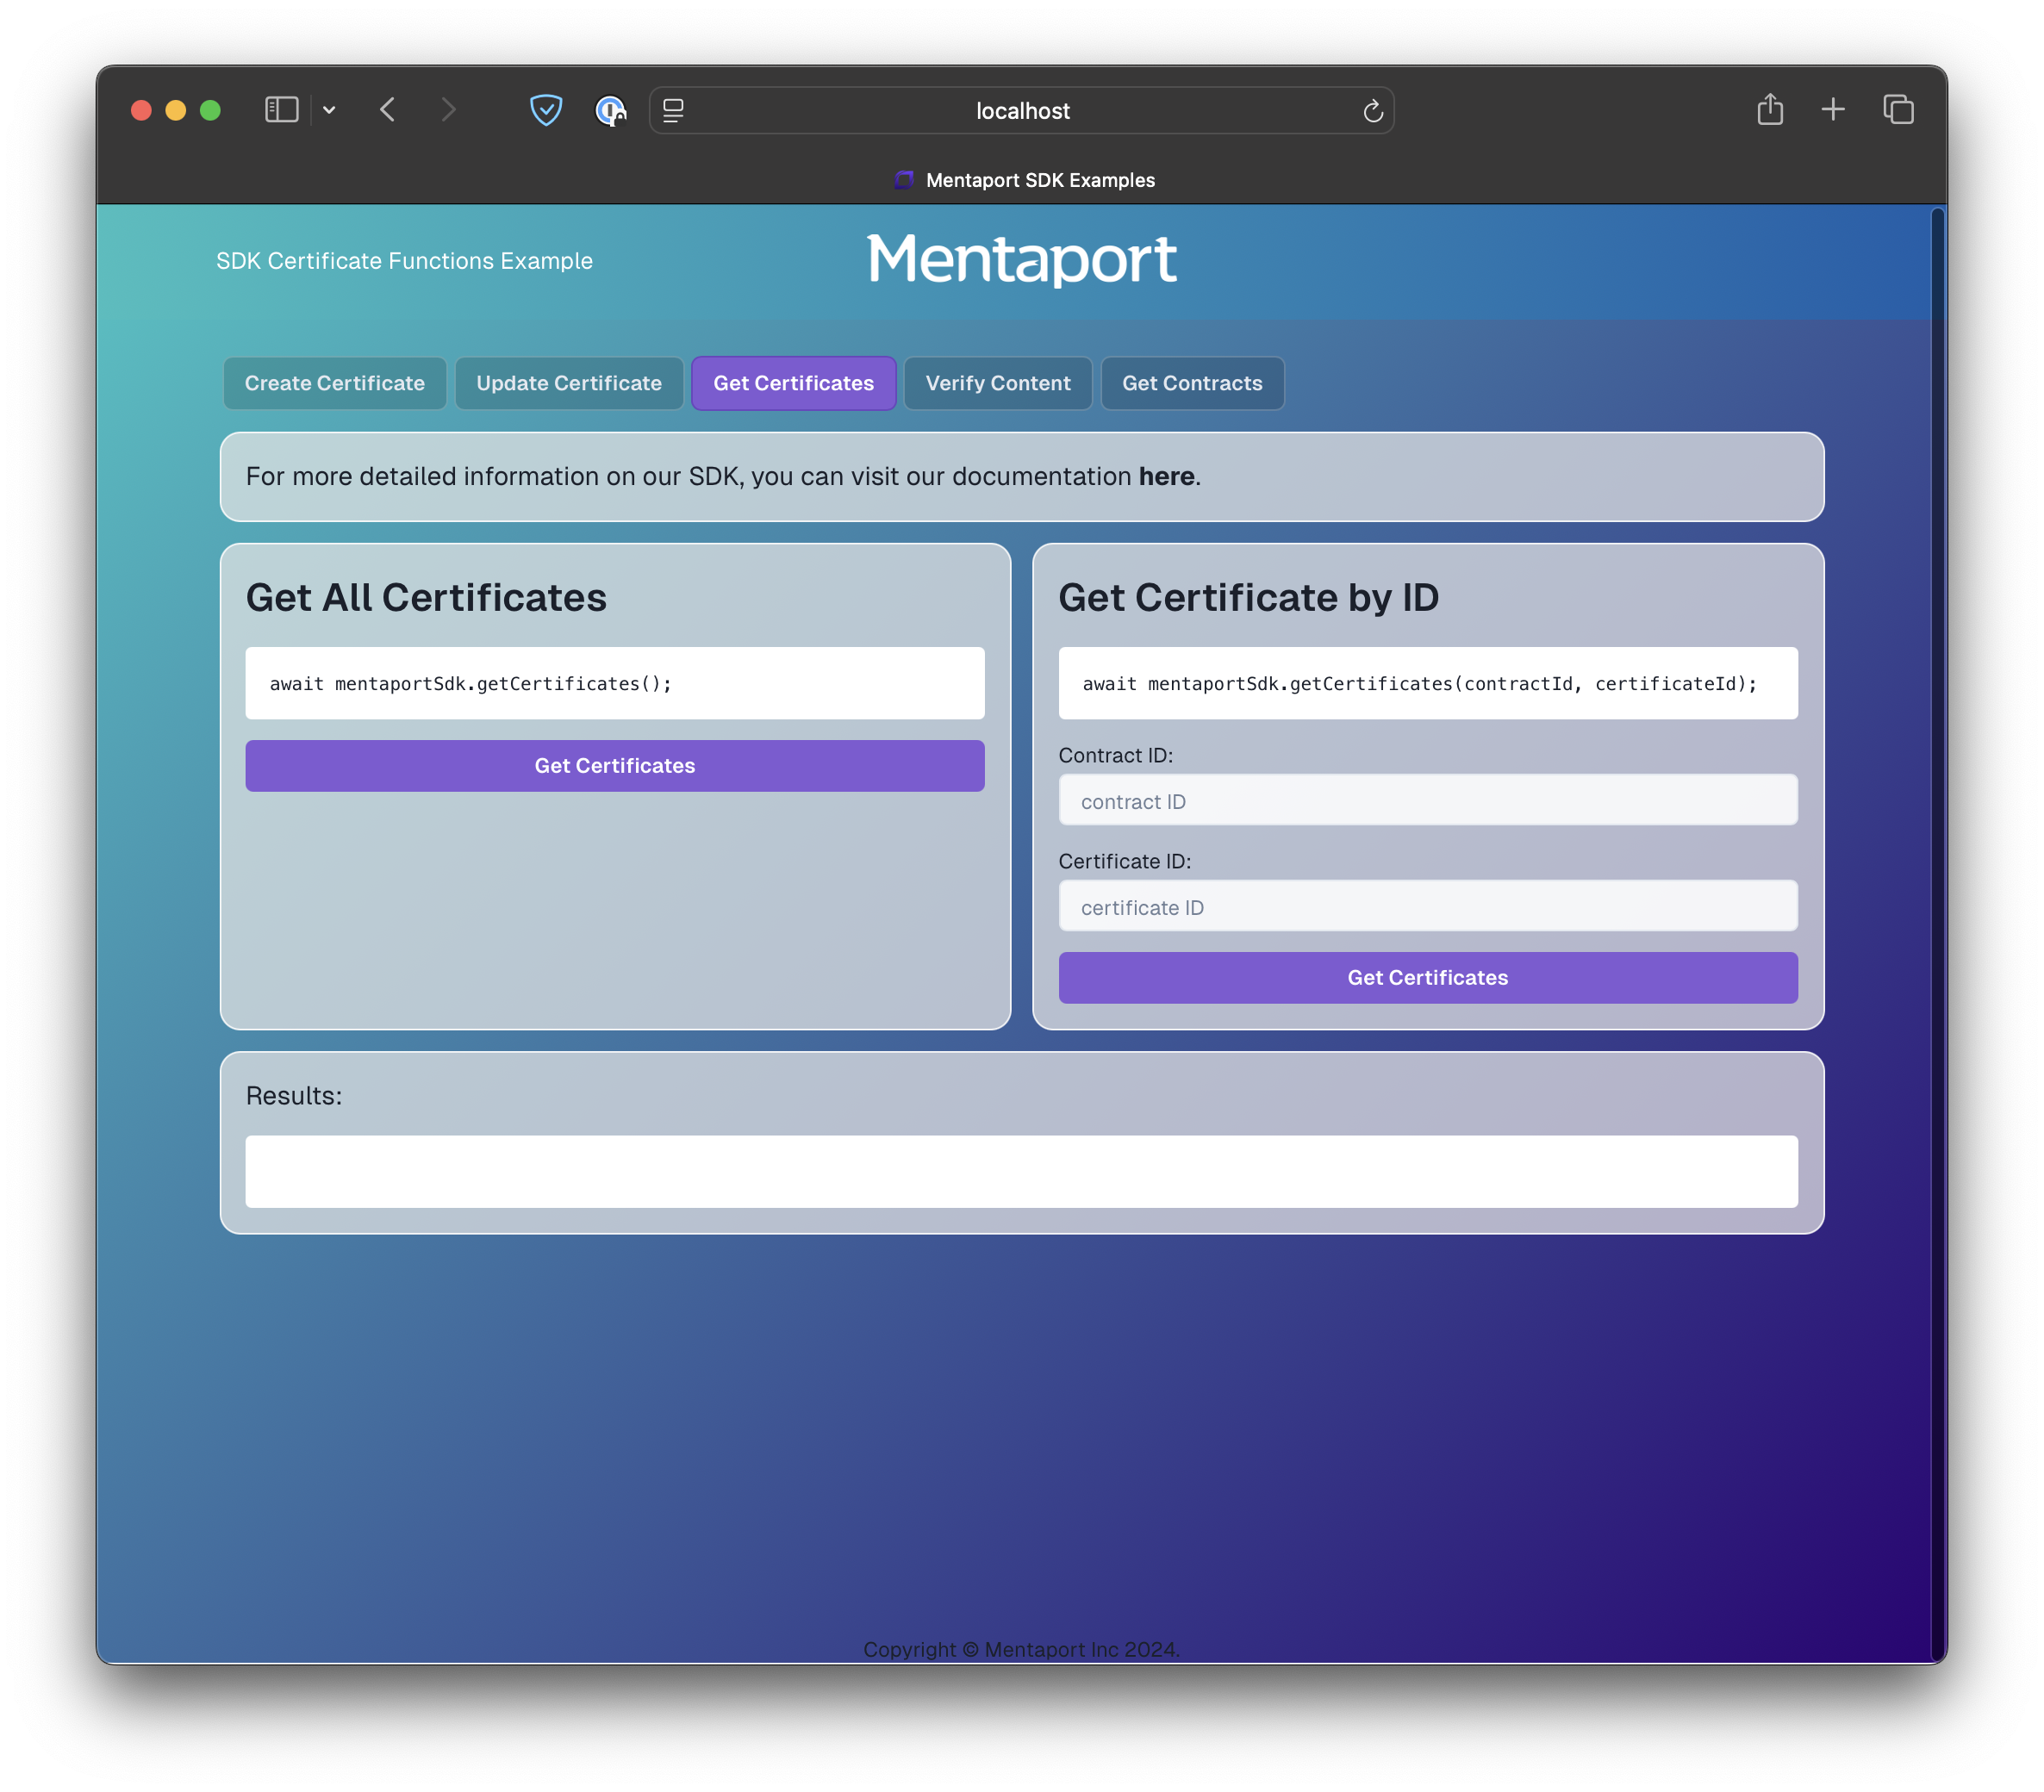 localhost
Mentaport SDK Examples
SDK Certificate Functions Example
Mentaport
Create Certificate
Update Certificate
Get Certificates
Verify Content
Get Contracts
For more detailed information on our SDK, you can visit our documentation here.
Get All Certificates
await mentaportSdk.getCertificates();
Get Certificates
Get Certificate by ID
await mentaportSdk.getCertificates(contractId, certificateId);
Contract ID:
contract ID
Certificate ID:
certificate ID
Get Certificates
Results:
Copyright © Mentaport Inc 2024.